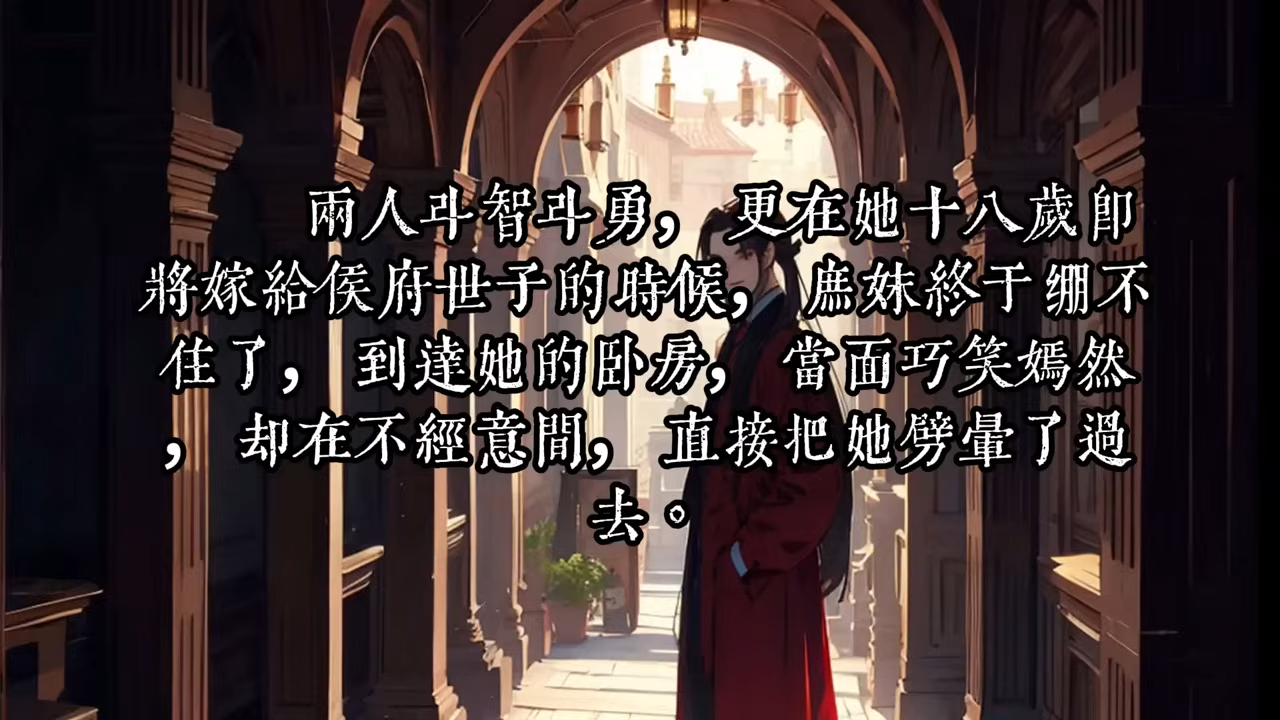 兩人斗智斗勇， 更在她十八歲即
將嫁給侯府世子的時候， 庶妹終于绷不
住了， 到達她的卧房， 當面巧笑嫣然
， 却在不經意間， 直接把她劈暈了過
去。